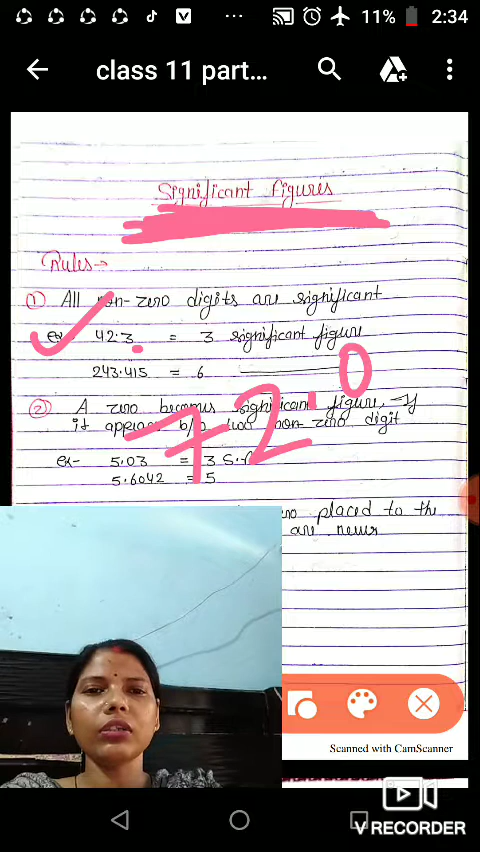 11% 2:34
class 11 part...
Significant figures
Rules→
① All non-zero digits are significant
ex- 42.3 = 3 significant figure
243.415 = 6
72.0
② A zero becomes significant figure, If
it appears b/w two non-zero digit
ex- 5.03 = 3 S.f
5.6042 = 5
zero placed to the
are never
Scanned with CamScanner
V RECORDER